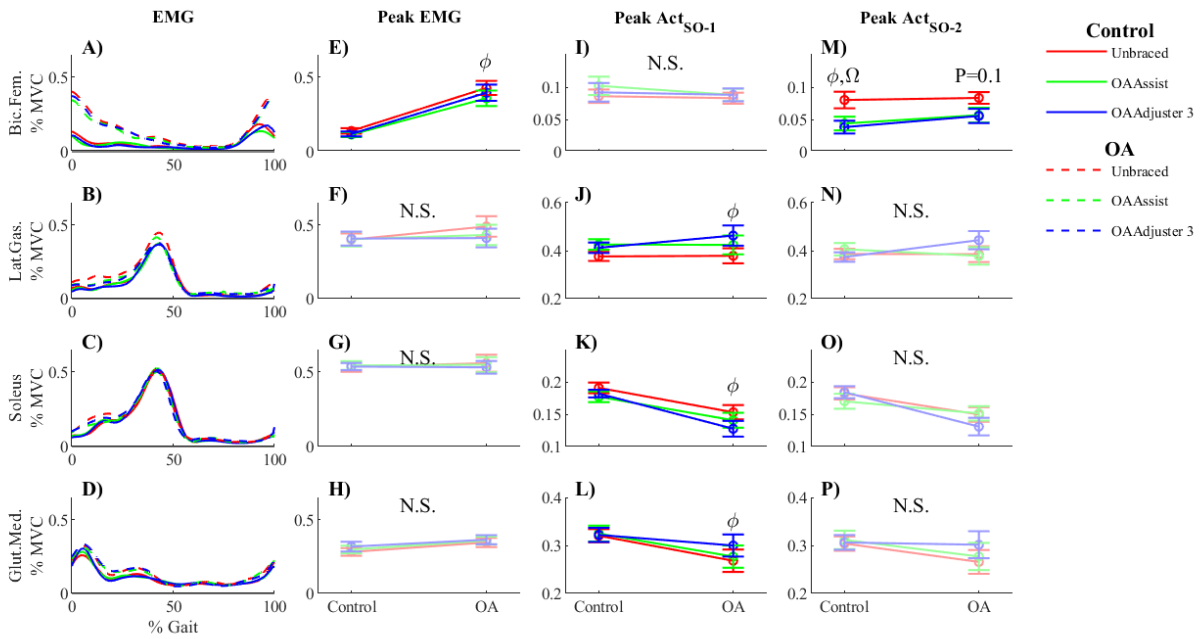 EMG
Peak EMG
Peak Act SO-1
Peak Act SO-2
Control
Unbraced
OAAssist
OAAdjuster 3
OA
Unbraced
OAAssist
OAAdjuster 3
Bic.Fem.
% MVC
A)
0.5
0
0
50
100
E)
ϕ
0.5
0
I)
N.S.
0.1
0.05
0
M)
ϕ,Ω
P=0.1
0.1
0.05
0
Lat.Gas.
% MVC
B)
0.5
0
0
50
100
F)
N.S.
0.5
0
J)
ϕ
0.6
0.4
0.2
N)
N.S.
0.6
0.4
0.2
Soleus
% MVC
C)
0.5
0
0
50
100
G)
N.S.
0.5
0
K)
ϕ
0.2
0.15
0.1
O)
N.S.
0.2
0.15
0.1
Glut.Med.
% MVC
D)
0.5
0
0
50
100
% Gait
H)
N.S.
0.5
0
Control
OA
L)
ϕ
0.4
0.3
0.2
Control
OA
P)
N.S.
0.4
0.3
0.2
Control
OA